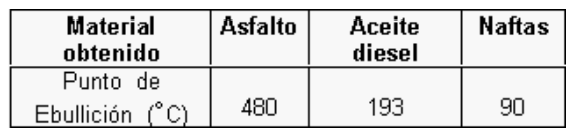 Material obtenido Asfalto Aceite diesel Naftas
Punto de Ebullición (°C) 480 193 90